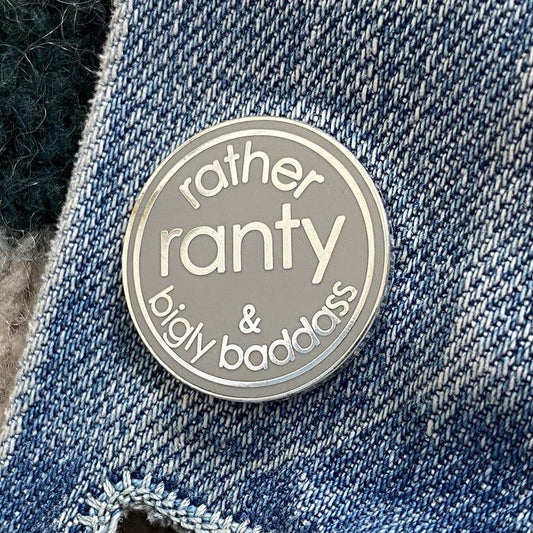 rather
ranty
&
bigly baddass